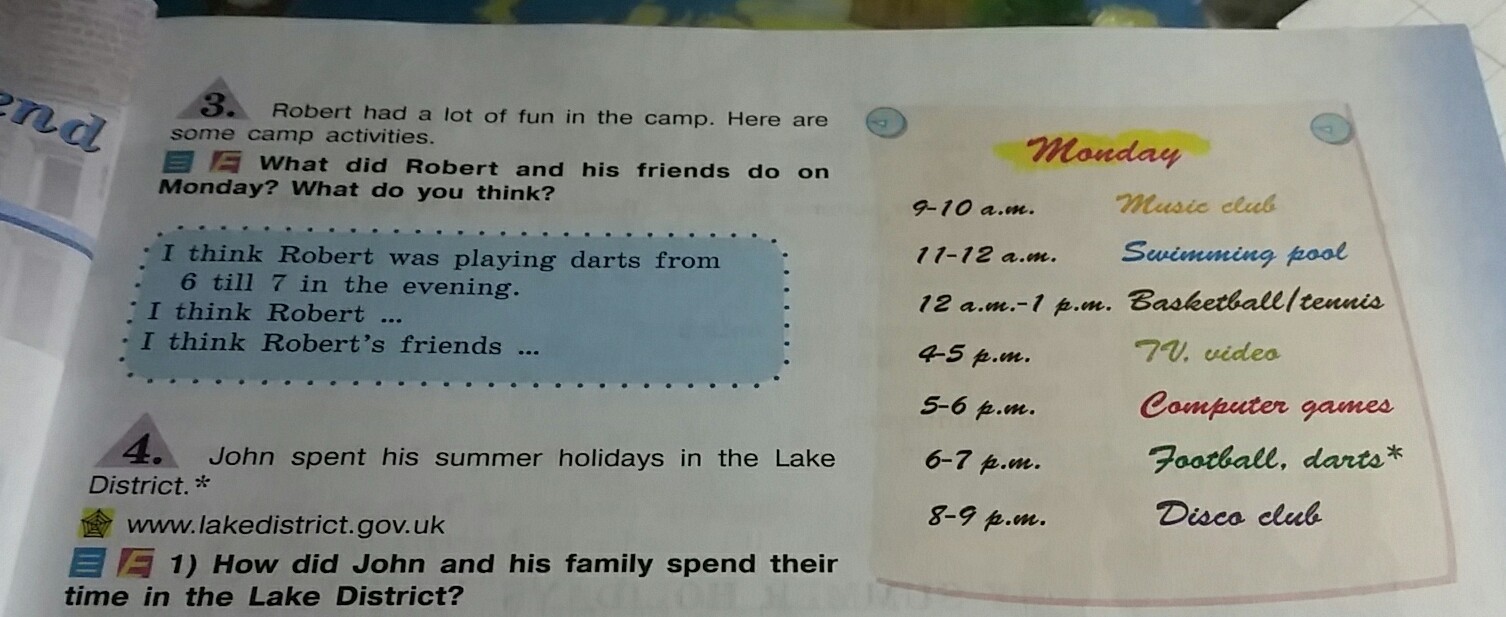 end
3. Robert had a lot of fun in the camp. Here are
some camp activities.
What did Robert and his friends do on
Monday? What do you think?
I think Robert was playing darts from
6 till 7 in the evening.
I think Robert ...
I think Robert's friends ...
4. John spent his summer holidays in the Lake
District.*
www.lakedistrict.gov.uk
1) How did John and his family spend their
time in the Lake District?
Monday
9-10 a.m. Music club
11-12 a.m. Swimming pool
12 a.m.-1 p.m. Basketball/tennis
4-5 p.m. TV. video
5-6 p.m. Computer games
6-7 p.m. Football, darts*
8-9 p.m. Disco club